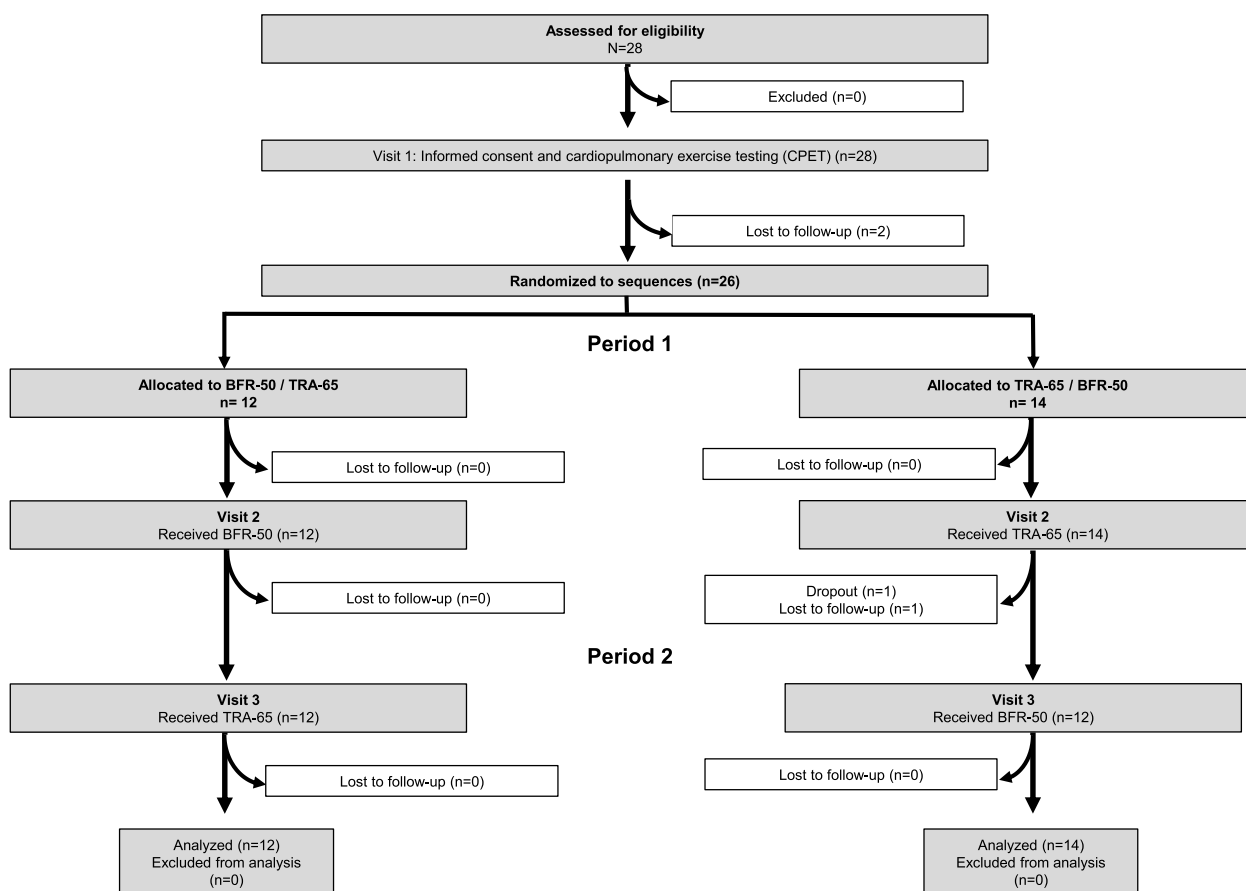 Assessed for eligibility
N=28
Excluded (n=0)
Visit 1: Informed consent and cardiopulmonary exercise testing (CPET) (n=28)
Lost to follow-up (n=2)
Randomized to sequences (n=26)
Period 1
Allocated to BFR-50 / TRA-65
n= 12
Allocated to TRA-65 / BFR-50
n= 14
Lost to follow-up (n=0)
Lost to follow-up (n=0)
Visit 2
Received BFR-50 (n=12)
Visit 2
Received TRA-65 (n=14)
Lost to follow-up (n=0)
Dropout (n=1)
Lost to follow-up (n=1)
Period 2
Visit 3
Received TRA-65 (n=12)
Visit 3
Received BFR-50 (n=12)
Lost to follow-up (n=0)
Lost to follow-up (n=0)
Analyzed (n=12)
Excluded from analysis
(n=0)
Analyzed (n=14)
Excluded from analysis
(n=0)